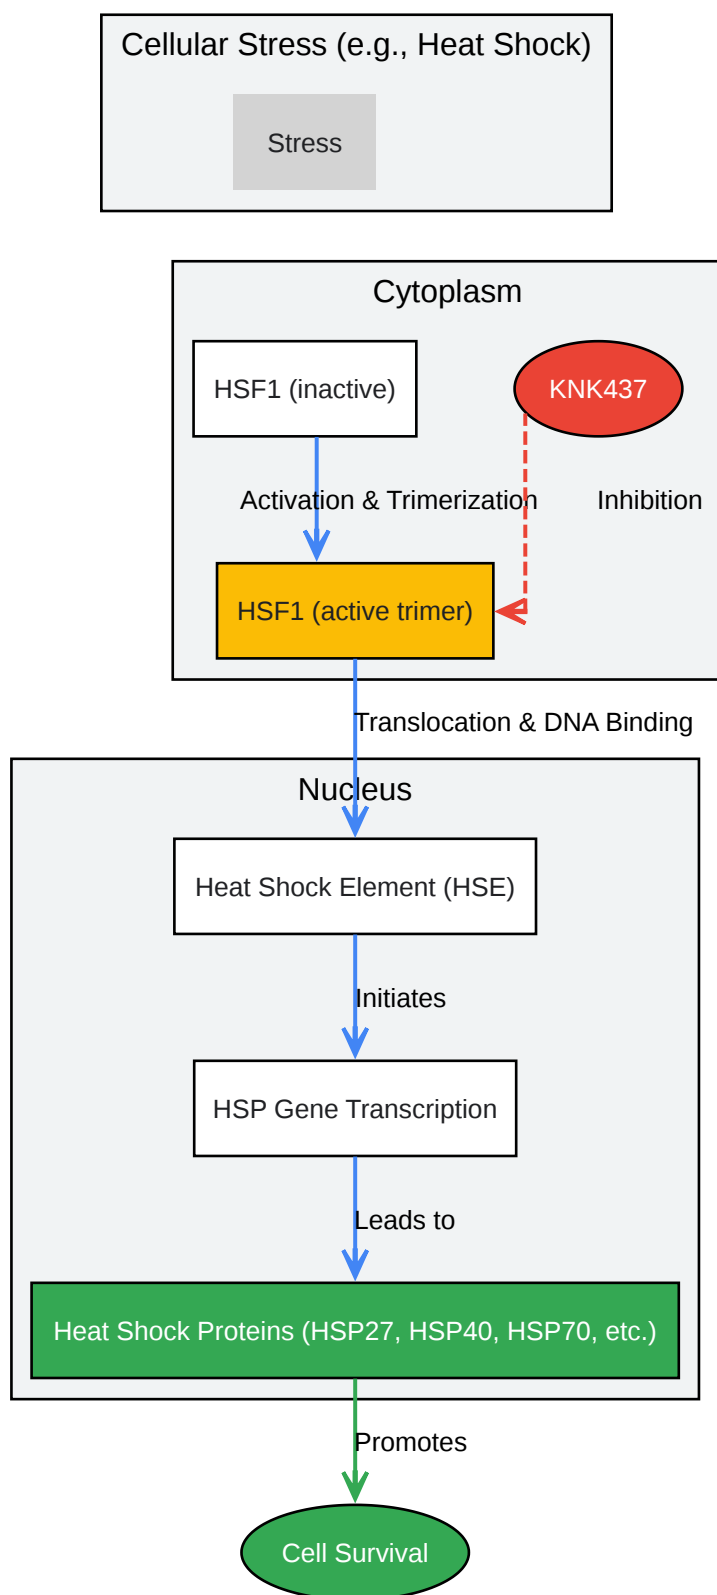 Cellular Stress (e.g., Heat Shock)
Stress
Cytoplasm
HSF1 (inactive)
KNK437
Activation & Trimerization
Inhibition
HSF1 (active trimer)
Translocation & DNA Binding
Nucleus
Heat Shock Element (HSE)
Initiates
HSP Gene Transcription
Leads to
Heat Shock Proteins (HSP27, HSP40, HSP70, etc.)
Promotes
Cell Survival